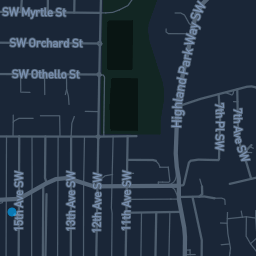 SW Myrtle St
SW Orchard St
SW Othello St
Highland Park Way SW
7th Pl SW
7th Ave SW
15th Ave SW
13th Ave SW
12th Ave SW
11th Ave SW